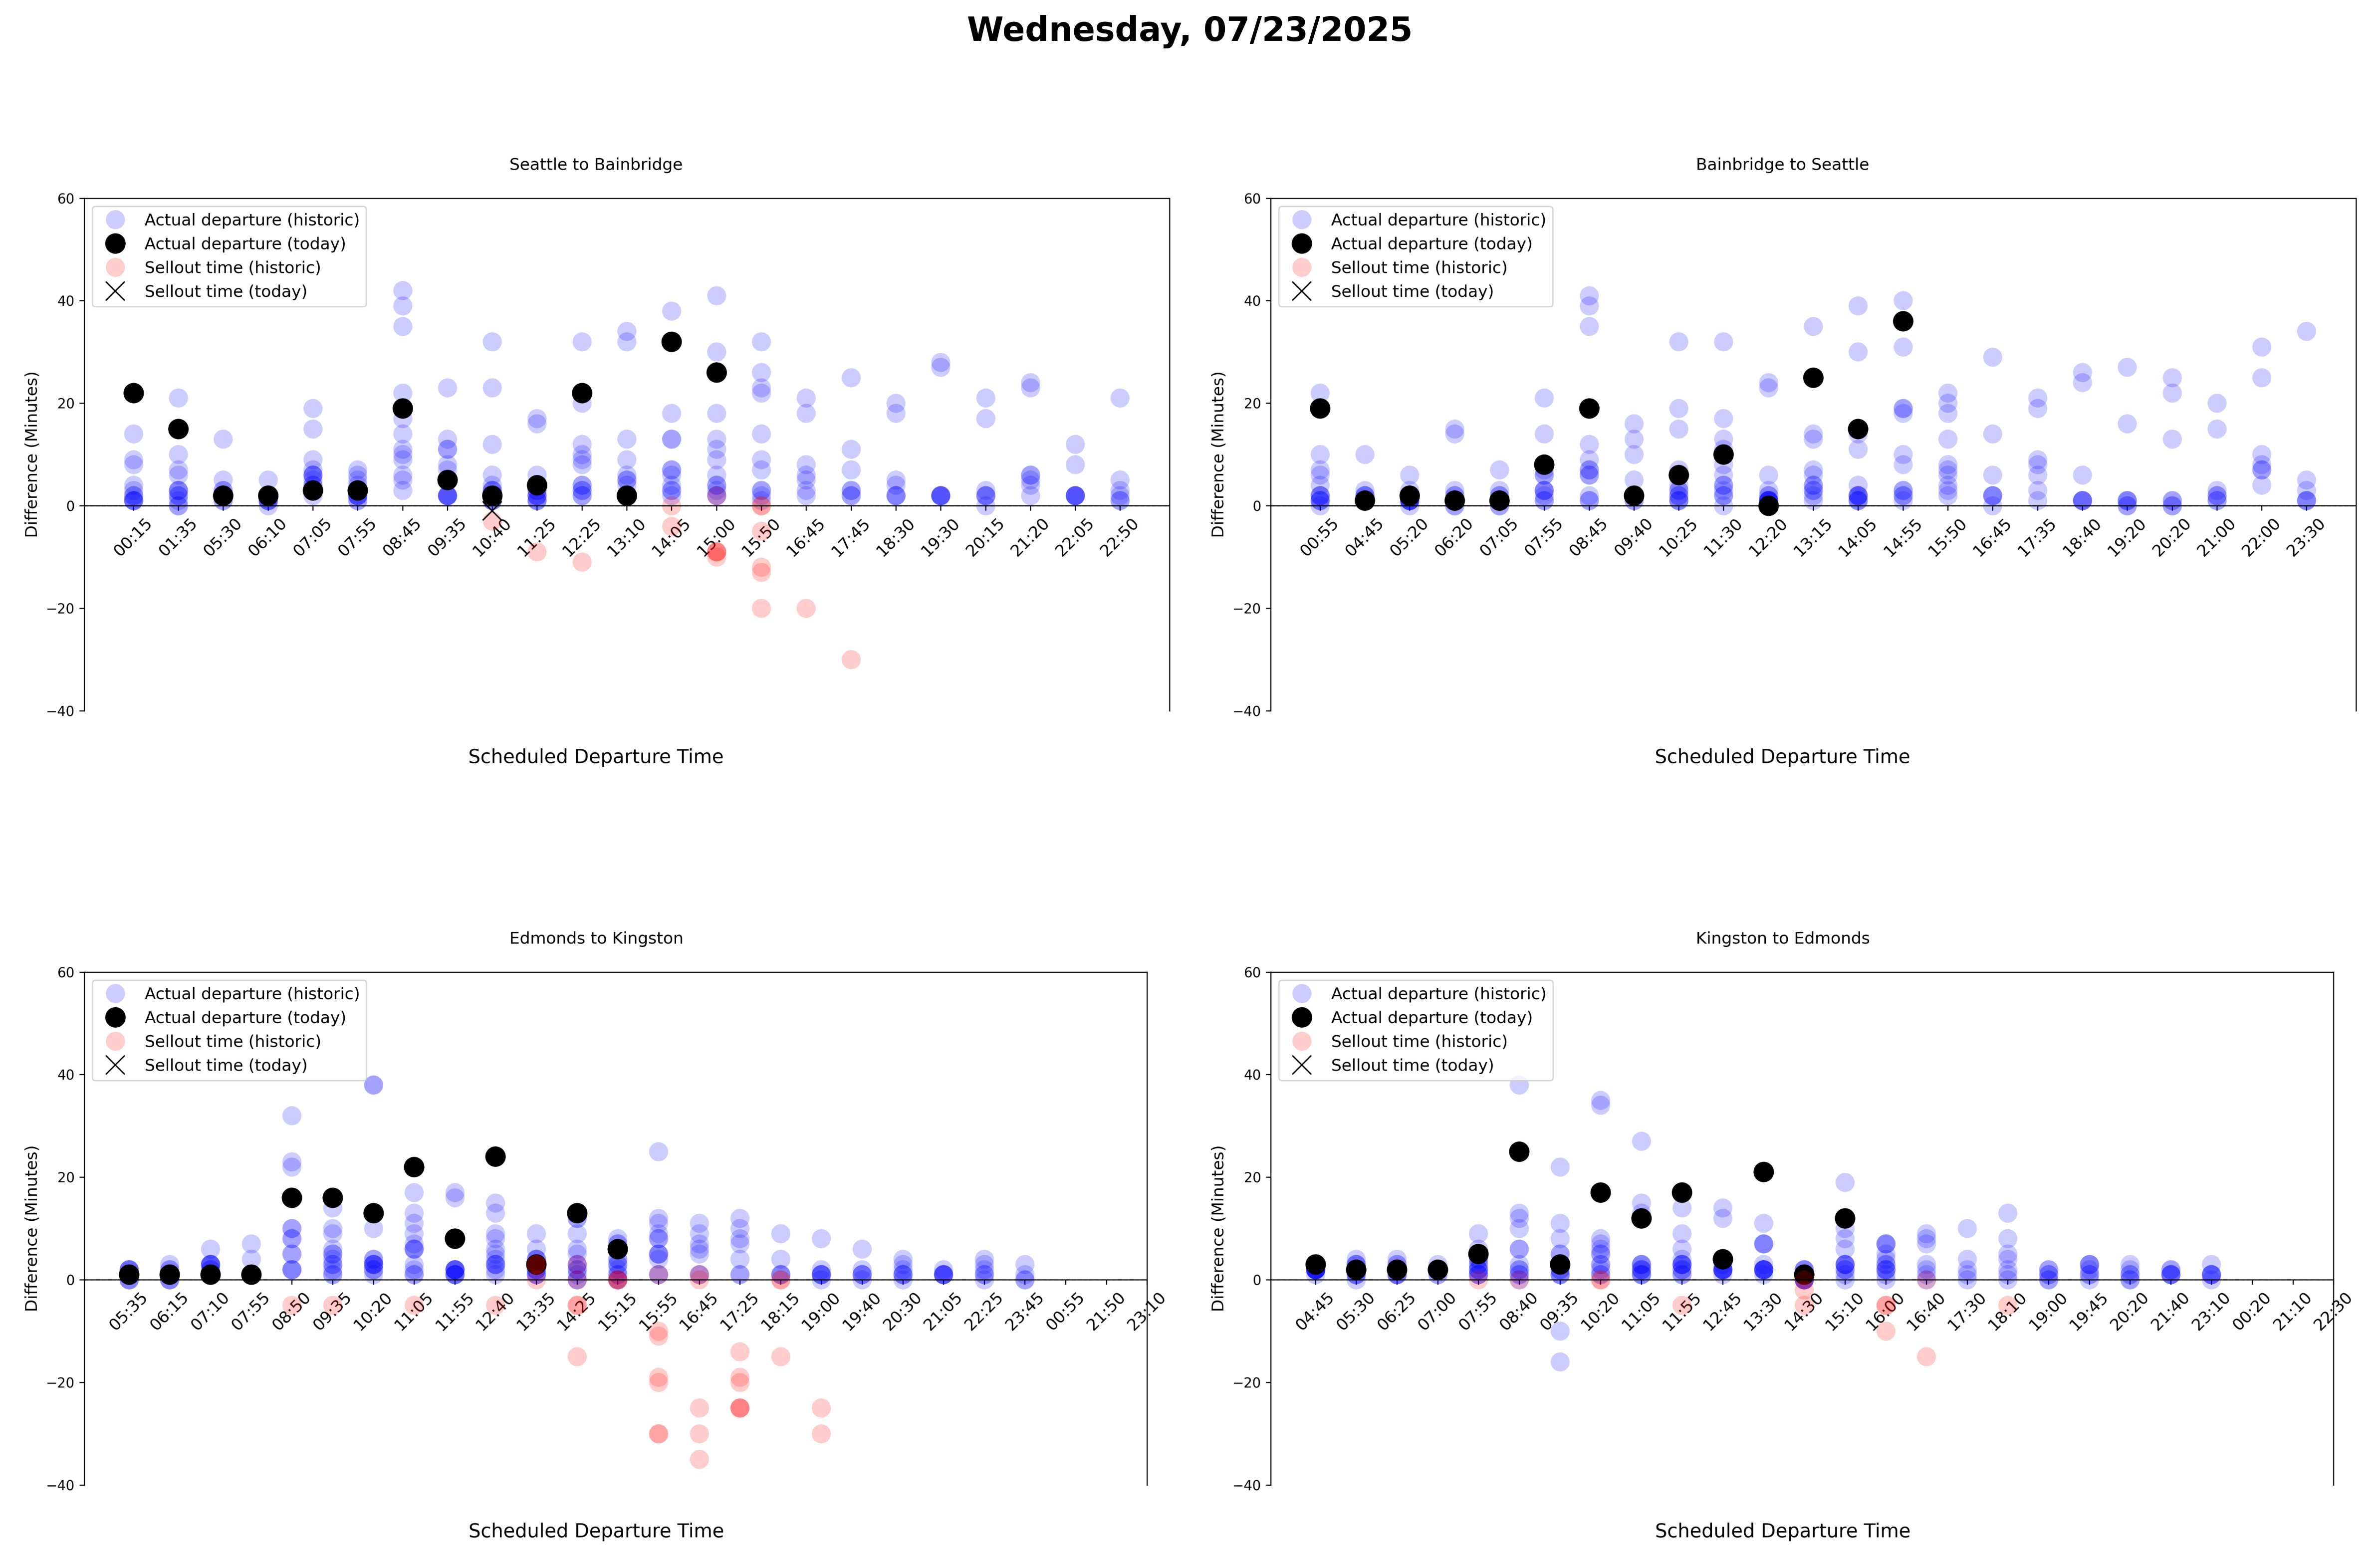 Wednesday, 07/23/2025
Seattle to Bainbridge
60
40
20
0
−20
−40
Difference (Minutes)
Actual departure (historic)
Actual departure (today)
Sellout time (historic)
Sellout time (today)
00:15 01:35 05:30 06:10 07:05 07:55 08:45 09:35 10:40 11:25 12:25 13:10 14:05 15:00 15:50 16:45 17:45 18:30 19:30 20:15 21:20 22:05 22:50
Scheduled Departure Time
Bainbridge to Seattle
60
40
20
0
−20
−40
Difference (Minutes)
Actual departure (historic)
Actual departure (today)
Sellout time (historic)
Sellout time (today)
00:55 04:45 05:20 06:20 07:05 07:55 08:45 09:40 10:25 11:30 12:20 13:15 14:05 14:55 15:50 16:45 17:35 18:40 19:20 20:20 21:00 22:00 23:30
Scheduled Departure Time
Edmonds to Kingston
60
40
20
0
−20
−40
Difference (Minutes)
Actual departure (historic)
Actual departure (today)
Sellout time (historic)
Sellout time (today)
05:35 06:15 07:10 07:55 08:50 09:35 10:20 11:05 11:55 12:40 13:35 14:25 15:15 15:55 16:45 17:25 18:15 19:00 19:40 20:30 21:05 22:25 23:45 00:55 21:50 23:10
Scheduled Departure Time
Kingston to Edmonds
60
40
20
0
−20
−40
Difference (Minutes)
Actual departure (historic)
Actual departure (today)
Sellout time (historic)
Sellout time (today)
04:45 05:30 06:25 07:00 07:55 08:40 09:35 10:20 11:05 11:55 12:45 13:30 14:30 15:10 16:00 16:40 17:30 18:10 19:00 19:45 20:20 21:40 23:10 00:20 21:10 22:30
Scheduled Departure Time